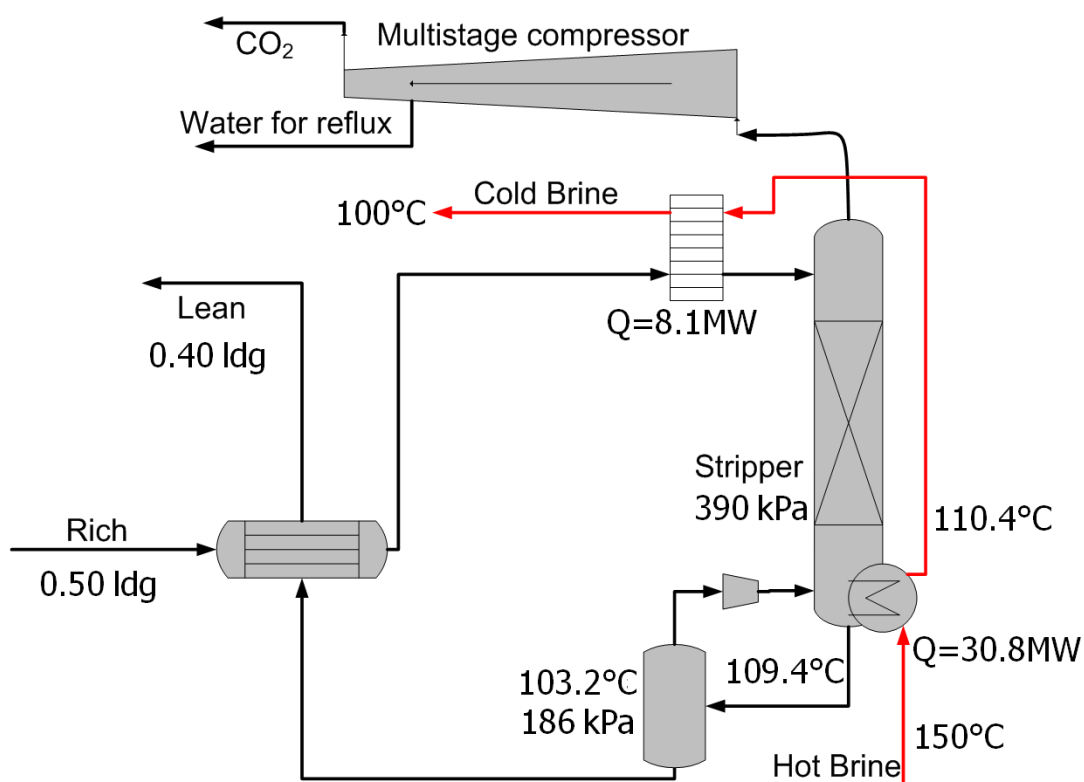 CO₂
Multistage compressor
Water for reflux
Cold Brine
100°C
Lean
0.40 ldg
Q=8.1MW
Stripper
390 kPa
110.4°C
Rich
0.50 ldg
Q=30.8MW
103.2°C
186 kPa
109.4°C
150°C
Hot Brine